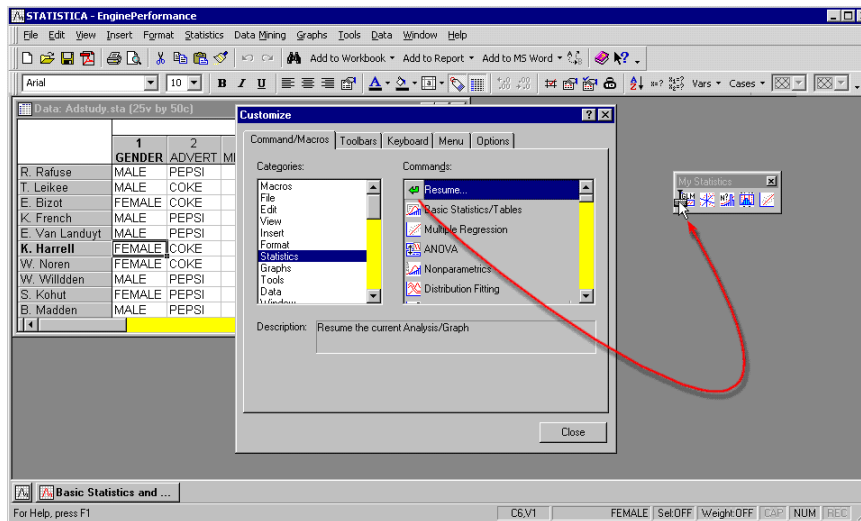 STATISTICA - EnginePerformance
File Edit View Insert Format Statistics Data Mining Graphs Tools Data Window Help
Add to Workbook Add to Report Add to MS Word
Arial 10 B I U Vars Cases
Data: Adstudy.sta (25v by 50c)
1 2
GENDER ADVERT
R. Rafuse MALE PEPSI
T. Leikee MALE COKE
E. Bizot FEMALE COKE
K. French MALE PEPSI
E. Van Landuyt MALE PEPSI
K. Harrell FEMALE COKE
W. Noren FEMALE COKE
W. Willden MALE PEPSI
S. Kohut FEMALE PEPSI
B. Madden MALE PEPSI
Customize
Command/Macros Toolbars Keyboard Menu Options
Categories:
Macros
File
Edit
View
Insert
Format
Statistics
Graphs
Tools
Data
Window
Commands:
Resume...
Basic Statistics/Tables
Multiple Regression
ANOVA
Nonparametrics
Distribution Fitting
Description: Resume the current Analysis/Graph
Close
My Statistics
Basic Statistics and ...
For Help, press F1
C6,V1 FEMALE Sel:OFF Weight:OFF CAP NUM REC